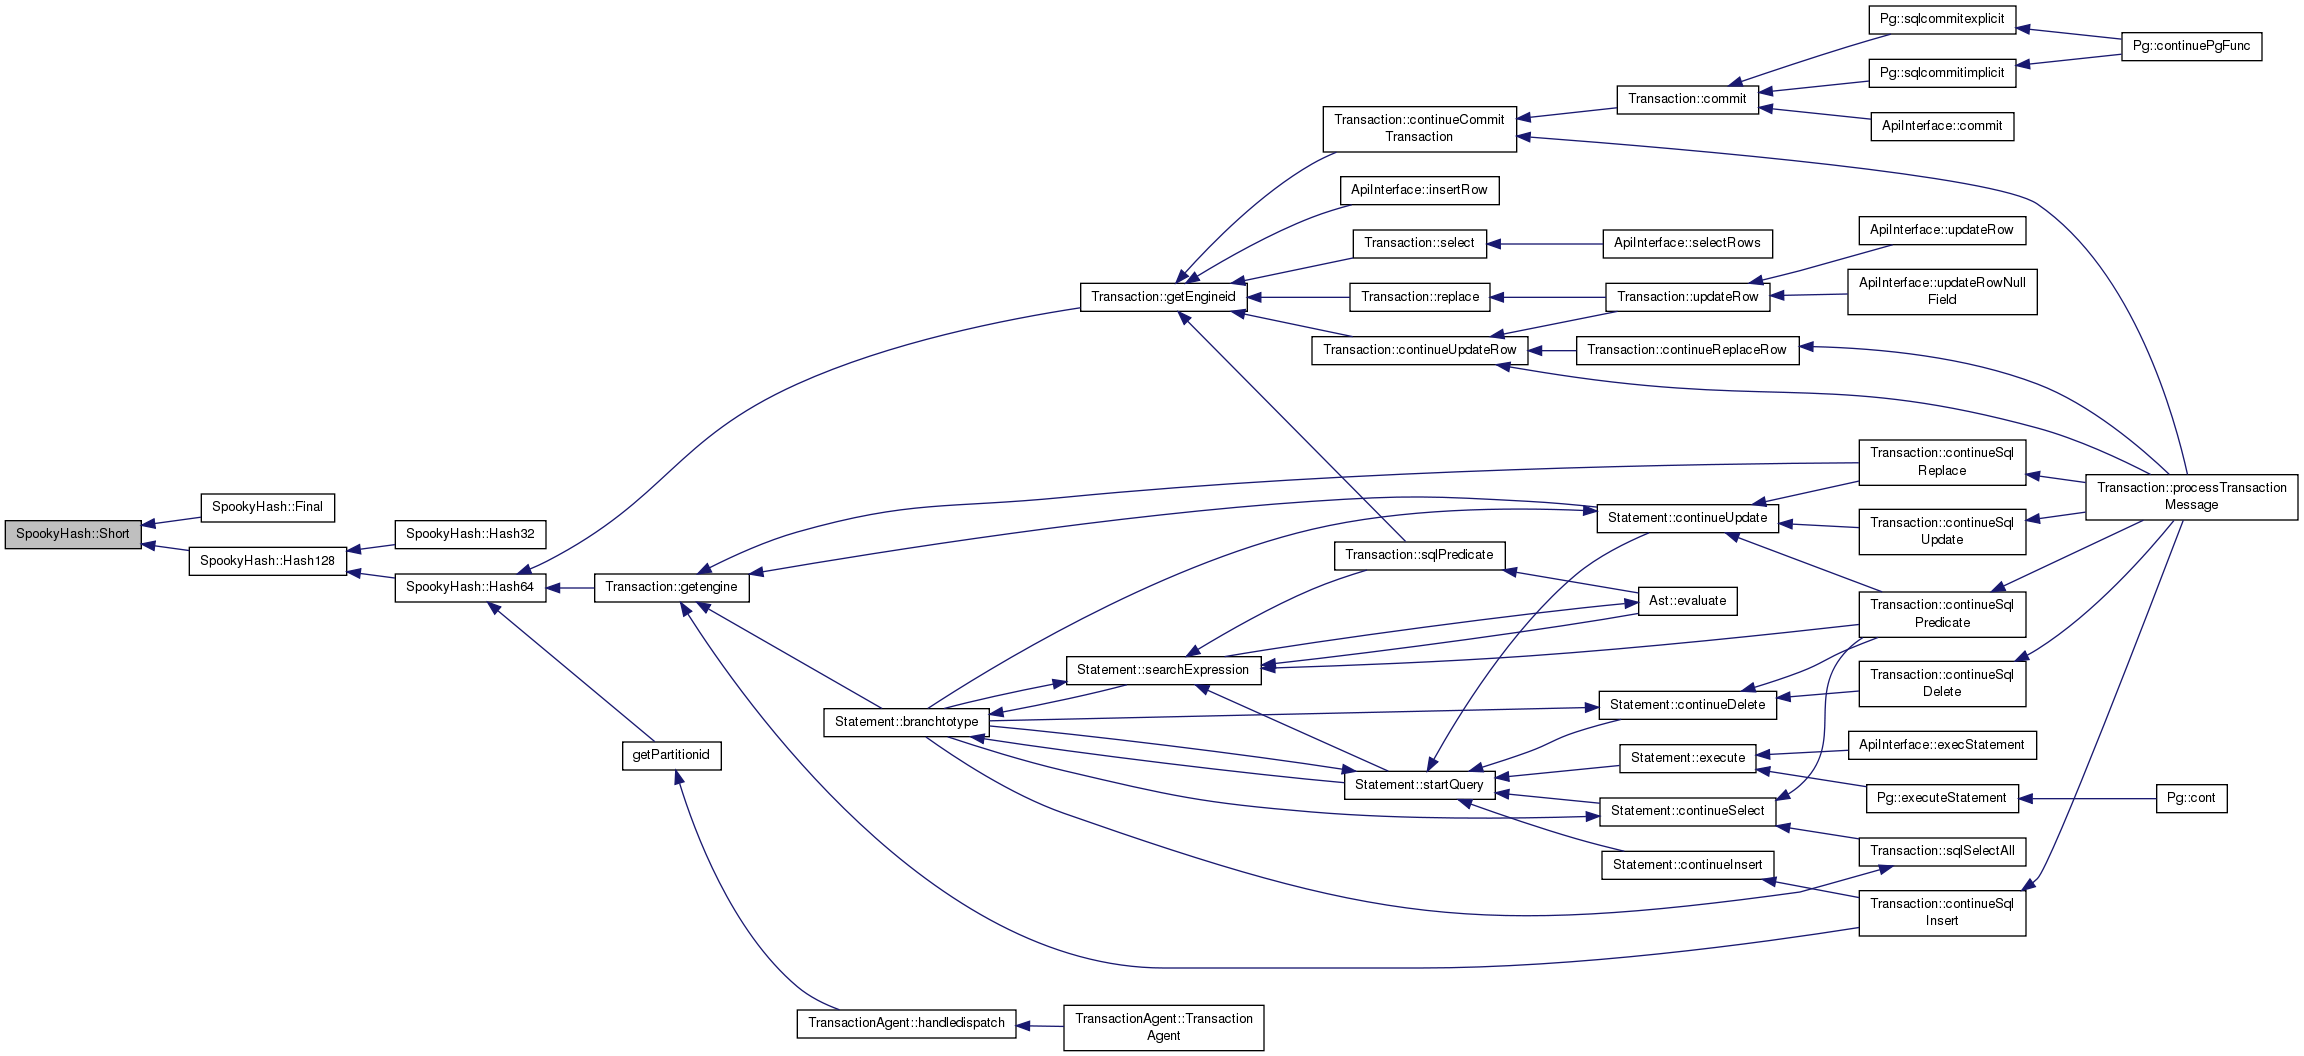 Pg::sqlcommitexplicit
Pg::continuePgFunc
Pg::sqlcommitimplicit
Transaction::commit
Transaction::continueCommit
Transaction
ApiInterface::commit
ApiInterface::insertRow
ApiInterface::updateRow
Transaction::select
ApiInterface::selectRows
Transaction::getEngineid
Transaction::replace
Transaction::updateRow
ApiInterface::updateRowNull
Field
Transaction::continueUpdateRow
Transaction::continueReplaceRow
Transaction::continueSql
Replace
Transaction::processTransaction
Message
SpookyHash::Final
SpookyHash::Short
SpookyHash::Hash32
SpookyHash::Hash128
SpookyHash::Hash64
Transaction::getengine
Statement::continueUpdate
Transaction::continueSql
Update
Transaction::sqlPredicate
Ast::evaluate
Transaction::continueSql
Predicate
Statement::searchExpression
Transaction::continueSql
Delete
Statement::continueDelete
Statement::branchtotype
getPartitionid
Statement::execute
ApiInterface::execStatement
Statement::startQuery
Pg::executeStatement
Pg::cont
Statement::continueSelect
Transaction::sqlSelectAll
Statement::continueInsert
Transaction::continueSql
Insert
TransactionAgent::handledispatch
TransactionAgent::Transaction
Agent